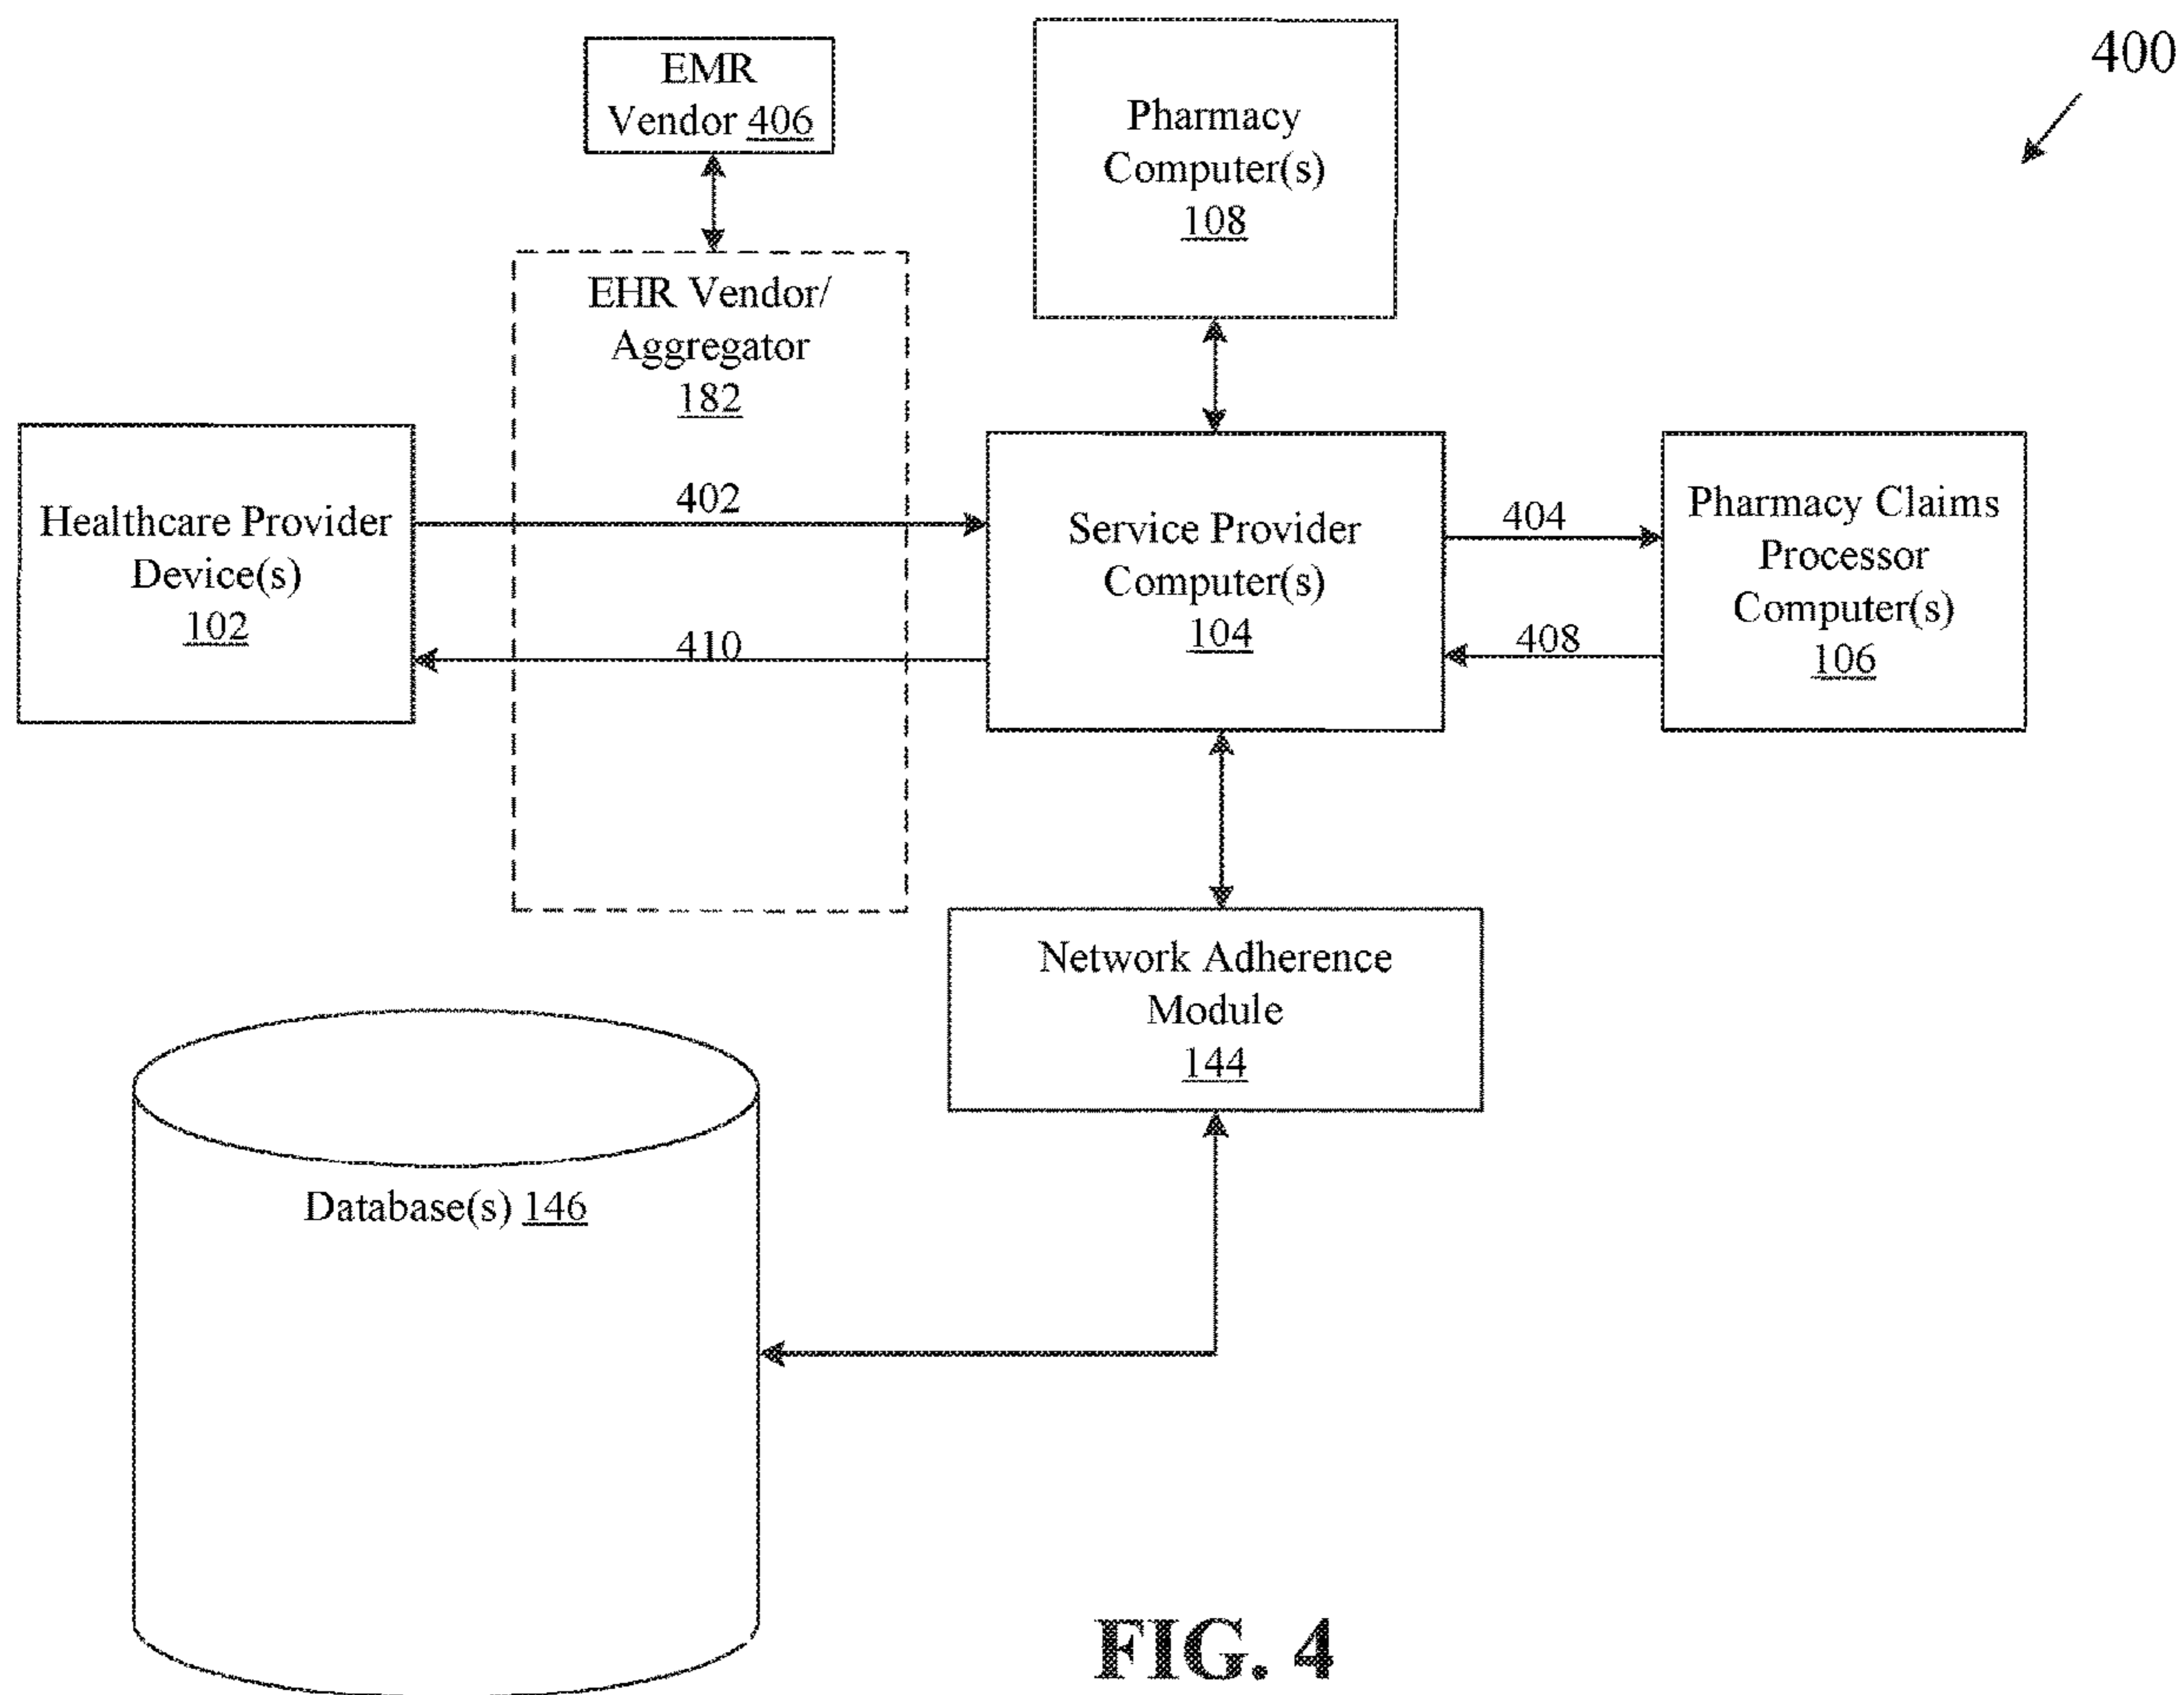 400
EMR
Vendor 406
Pharmacy
Computer(s)
108
EHR Vendor/
Aggregator
182
Healthcare Provider
Device(s)
102
402
410
Service Provider
Computer(s)
104
404
408
Pharmacy Claims
Processor
Computer(s)
106
Network Adherence
Module
144
Database(s) 146
FIG. 4